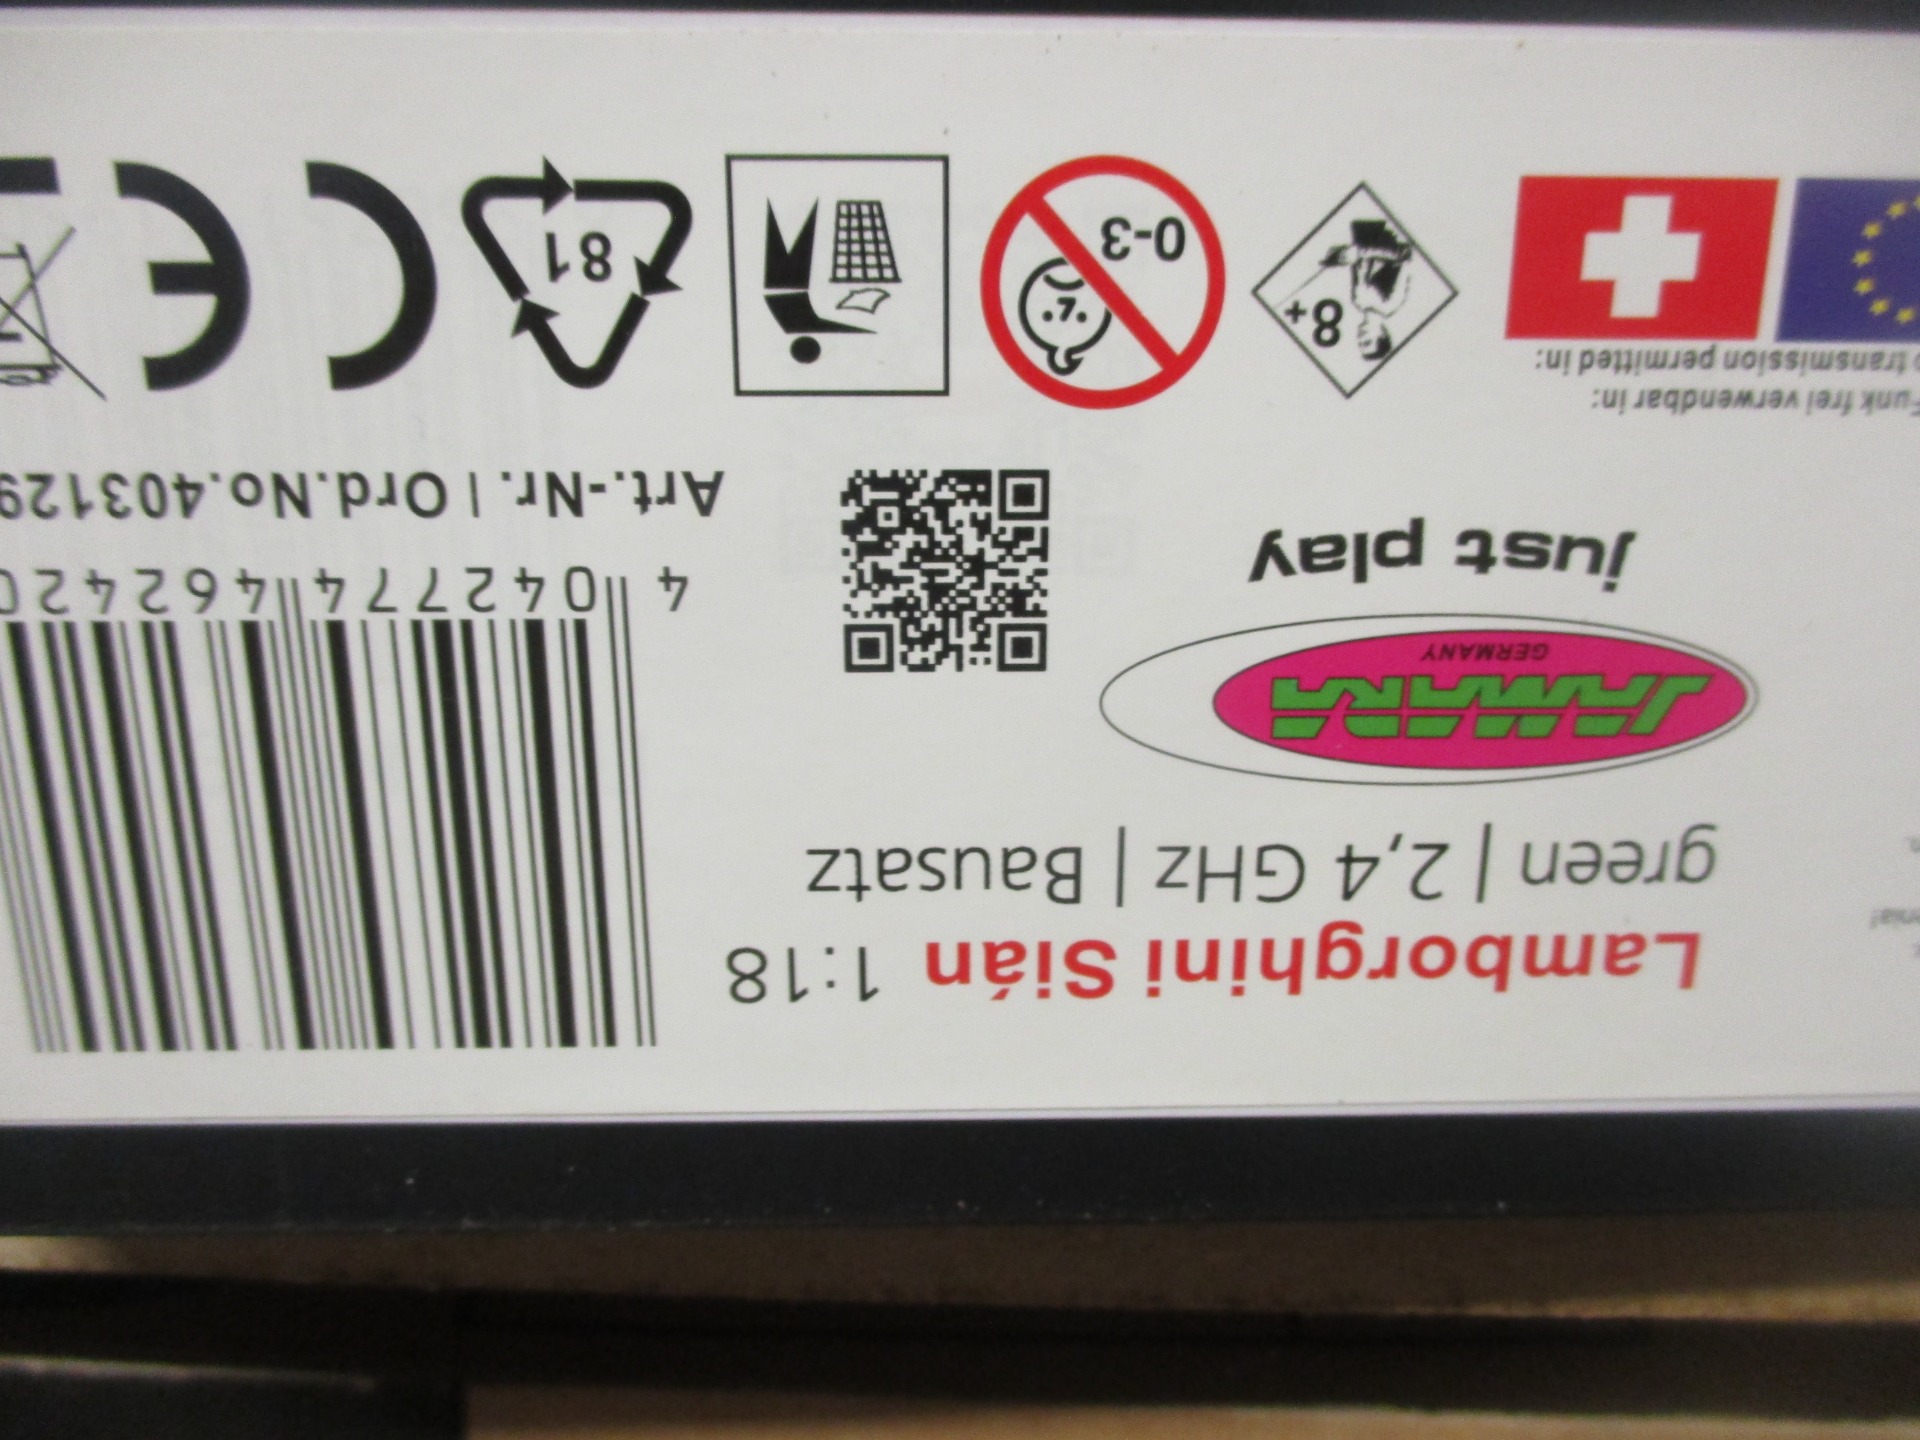 Lamborghini Sián 1:18
green | 2,4 GHz | Bausatz
JAMARA
GERMANY
just play
4 042774 462420
Art.-Nr. | Ord.No.403129
Funk frei verwendbar in:
transmission permitted in:
8+
0-3
81
CE